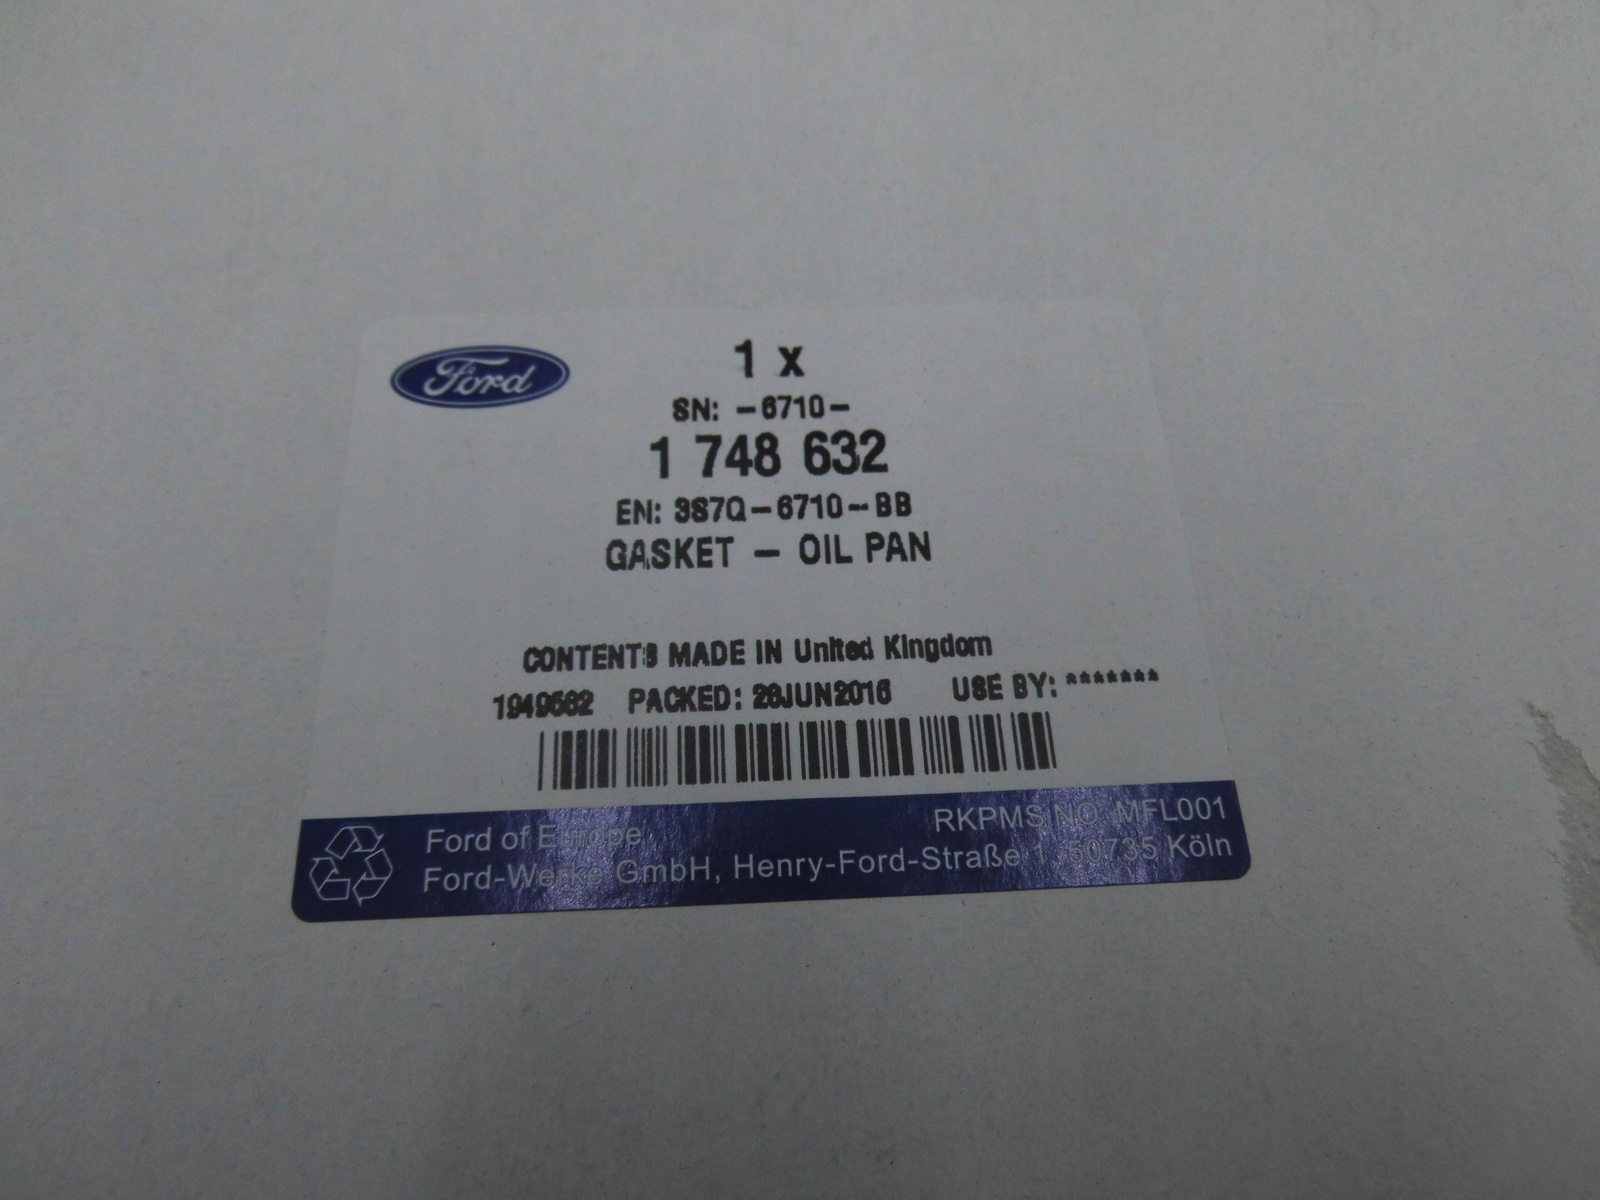 Ford
1 x
SN: -6710-
1 748 632
EN: 3S7Q-6710-BB
GASKET - OIL PAN
CONTENTS MADE IN United Kingdom
1949562 PACKED: 28JUN2016 USE BY: *******
Ford of Europe
RKPMS NO. MFL001
Ford-Werke GmbH, Henry-Ford-Straße 1, 50735 Köln